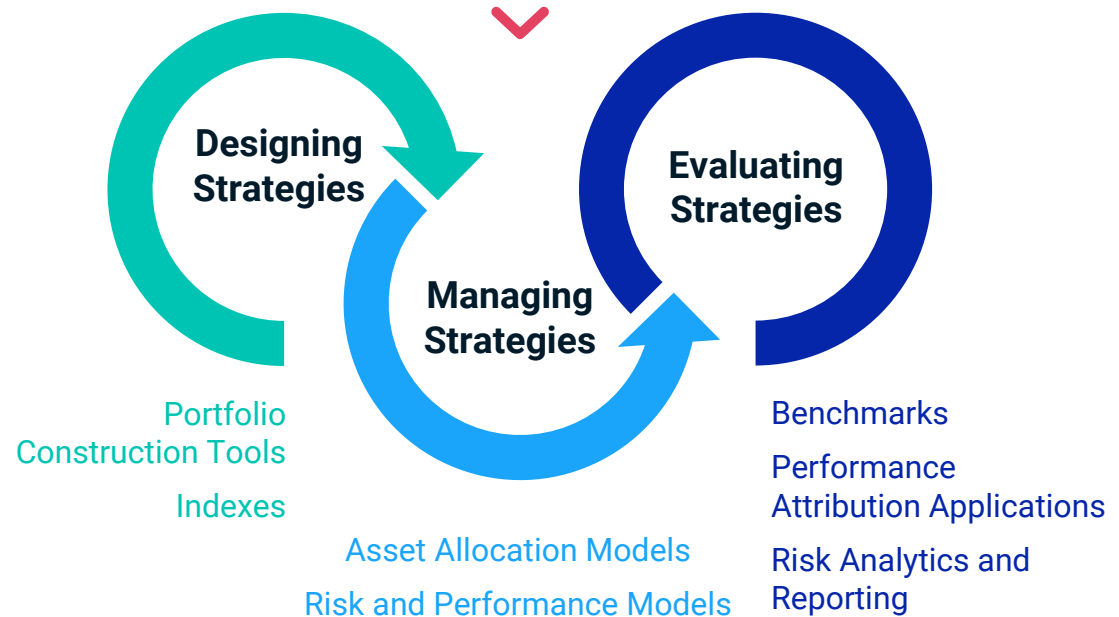 Designing
Strategies
Managing
Strategies
Evaluating
Strategies
Portfolio
Construction Tools
Indexes
Asset Allocation Models
Risk and Performance Models
Benchmarks
Performance
Attribution Applications
Risk Analytics and
Reporting